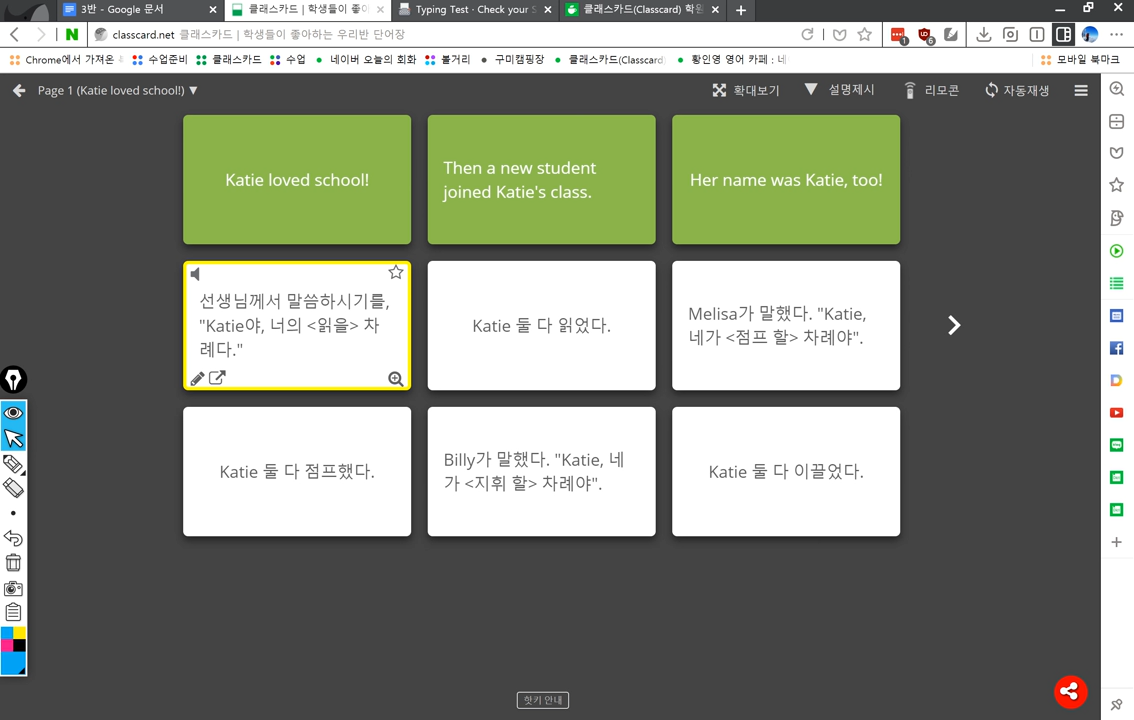 3반 - Google 문서
클래스카드 | 학생들이 좋아
Typing Test · Check your S
클래스카드(Classcard) 학원
classcard.net 클래스카드 | 학생들이 좋아하는 우리반 단어장
1
6
Chrome에서 가져온
수업준비
클래스카드
수업
네이버 오늘의 회화
볼거리
구미캠핑장
클래스카드(Classcard
황인영 영어 카페 : 네
모바일 북마크
Page 1 (Katie loved school!) ▼
확대보기
설명제시
리모콘
자동재생
Katie loved school!
Then a new student
joined Katie's class.
Her name was Katie, too!
선생님께서 말씀하시기를,
"Katie야, 너의 <읽을> 차
례다."
Katie 둘 다 읽었다.
Melisa가 말했다. "Katie,
네가 <점프 할> 차례야".
Katie 둘 다 점프했다.
Billy가 말했다. "Katie, 네
가 <지휘 할> 차례야".
Katie 둘 다 이끌었다.
핫키 안내